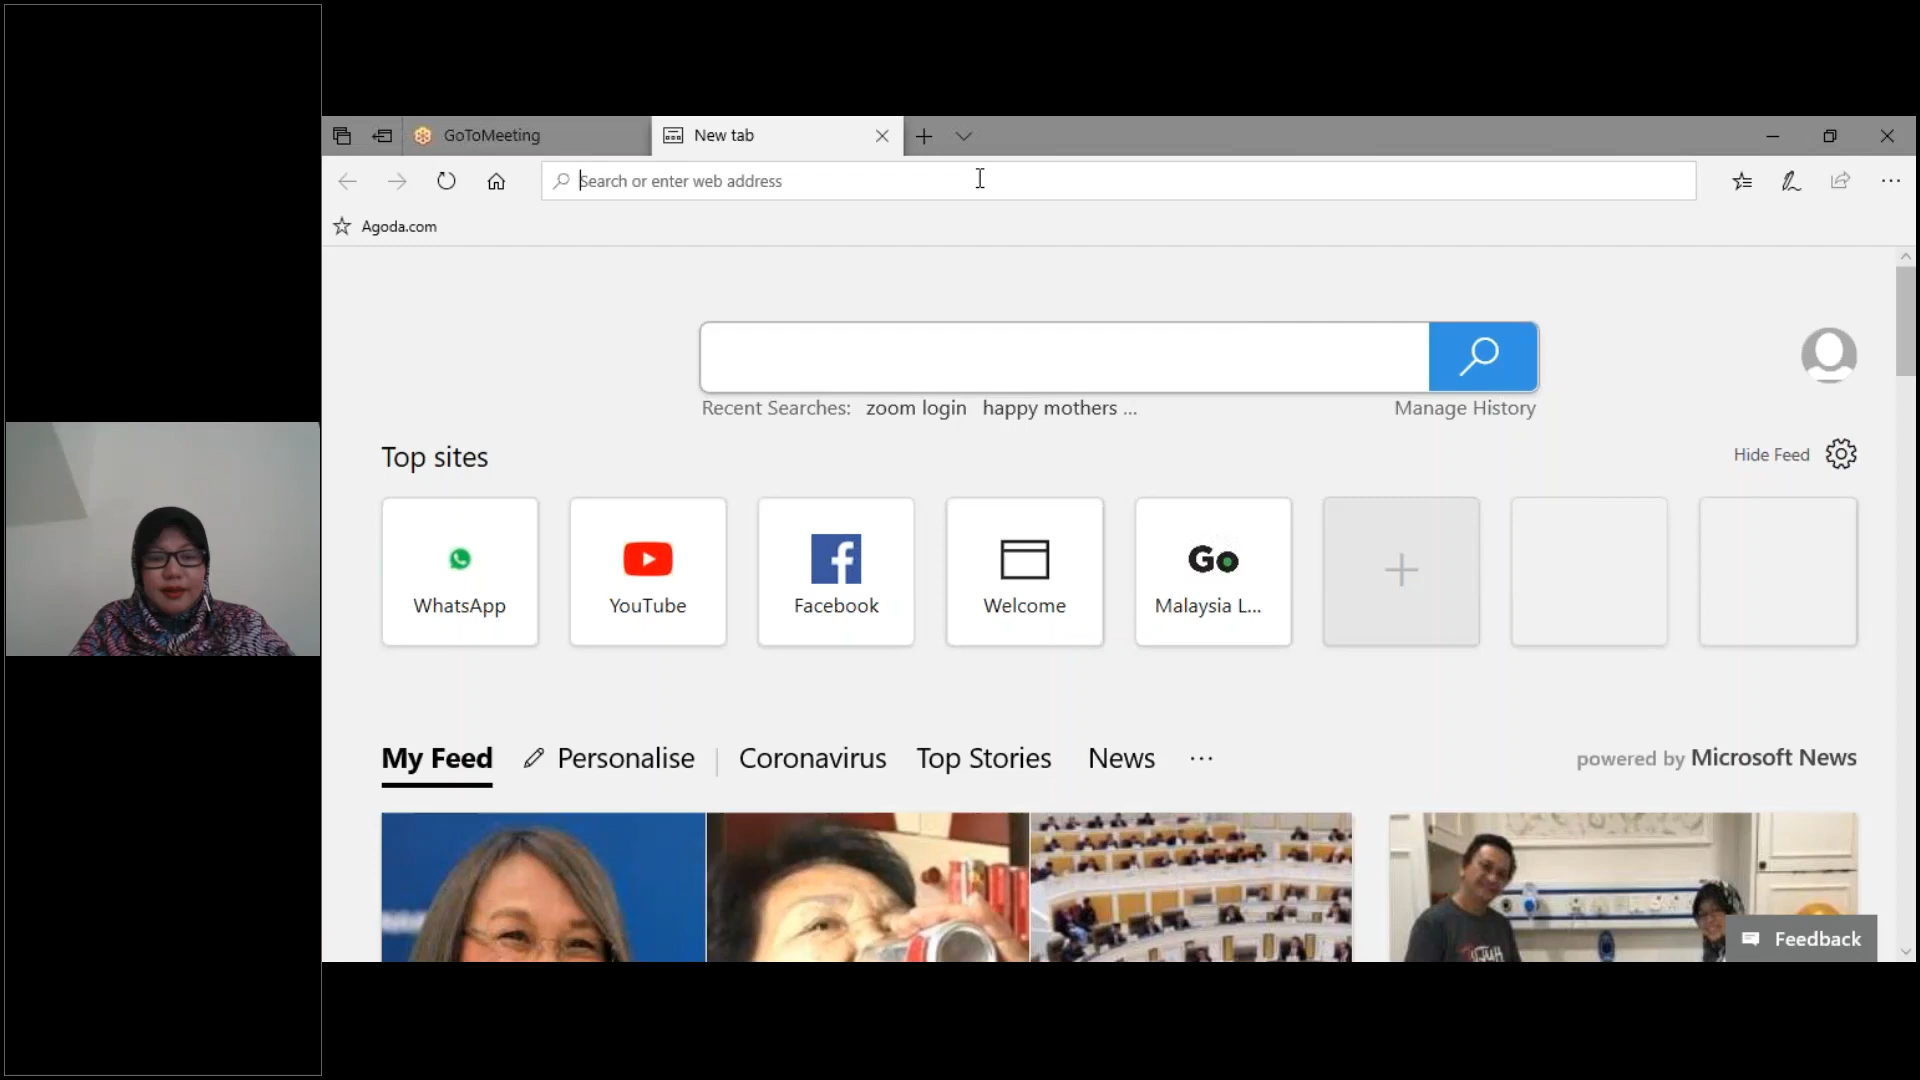 GoToMeeting
New tab
Search or enter web address
Agoda.com
Recent Searches: zoom login happy mothers ... Manage History
Top sites
Hide Feed
WhatsApp
YouTube
Facebook
Welcome
Go
Malaysia L...
My Feed Personalise Coronavirus Top Stories News ...
powered by Microsoft News
Feedback